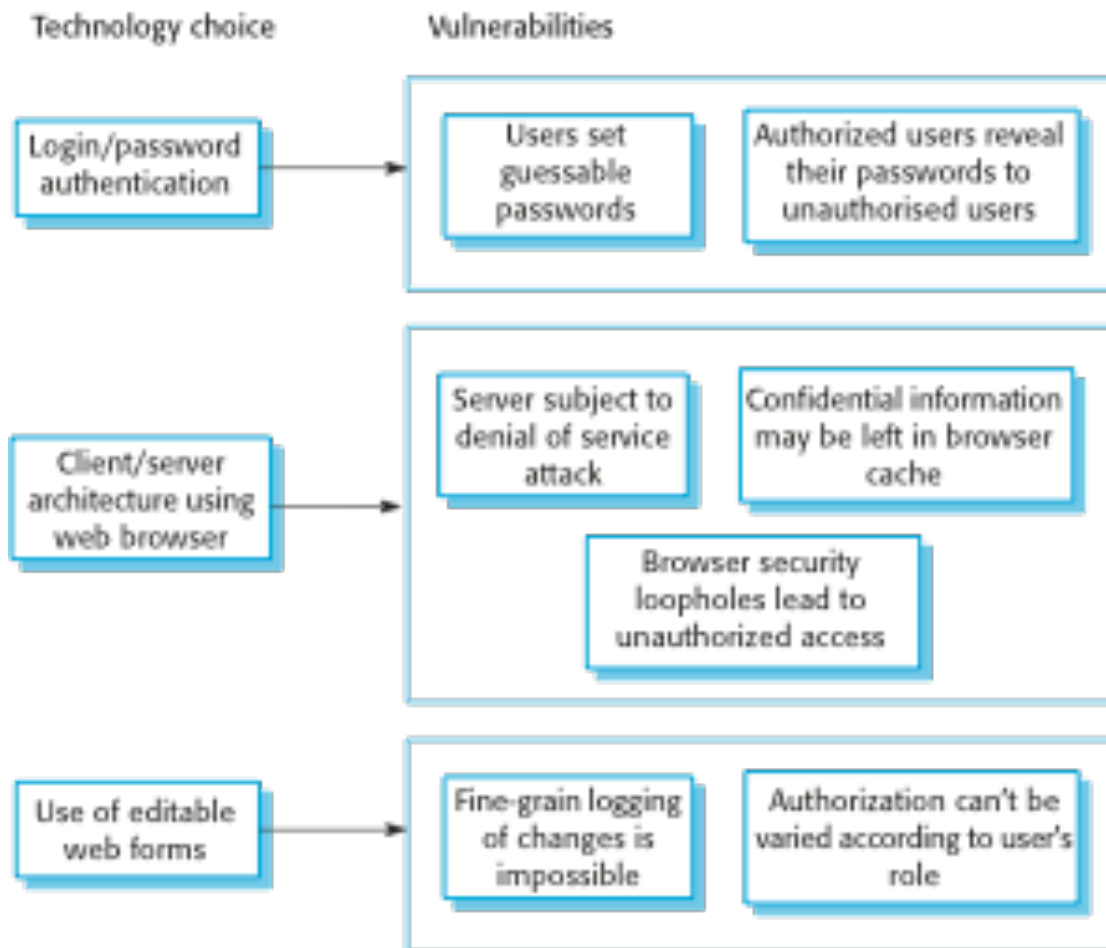 Technology choice
Vulnerabilities
Login/password
authentication
Users set
guessable
passwords
Authorized users reveal
their passwords to
unauthorised users
Client/server
architecture using
web browser
Server subject to
denial of service
attack
Confidential information
may be left in browser
cache
Browser security
loopholes lead to
unauthorized access
Use of editable
web forms
Fine-grain logging
of changes is
impossible
Authorization can't be
varied according to user's
role